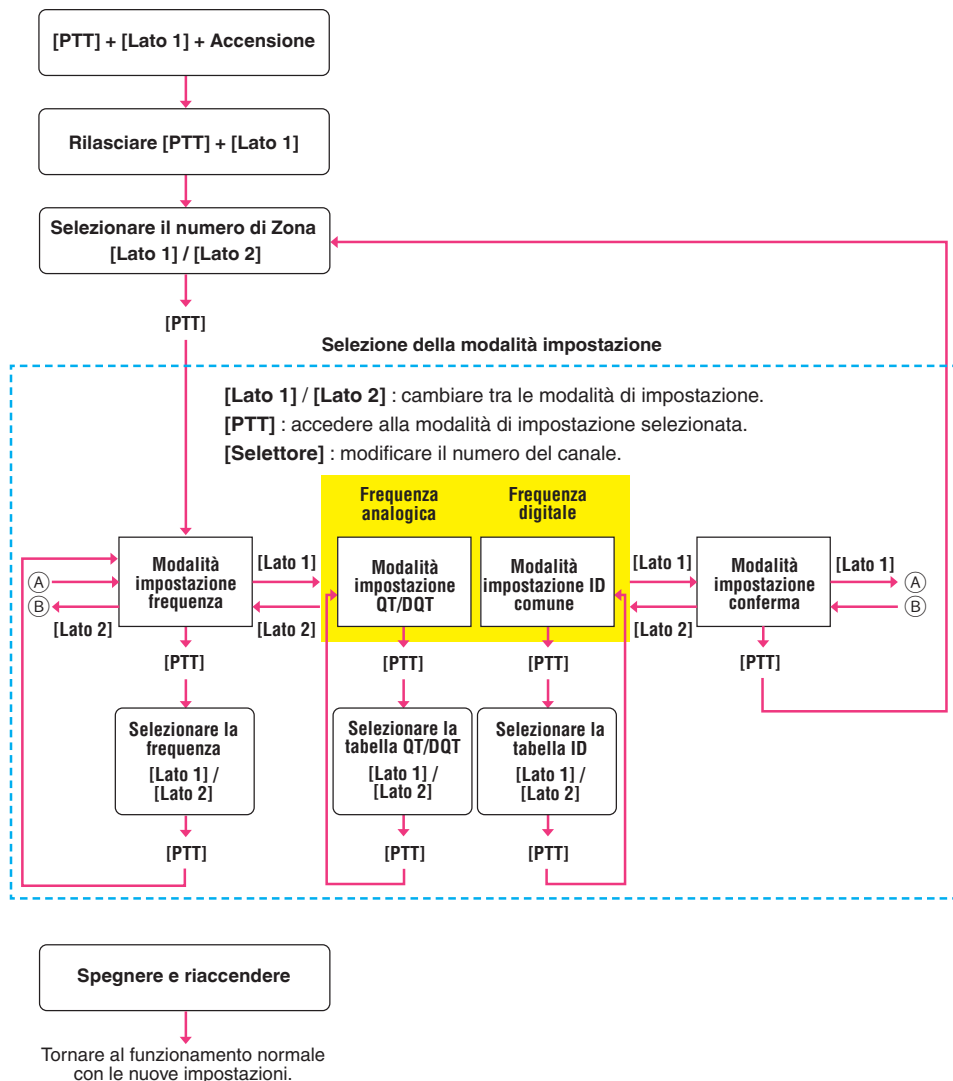 [PTT] + [Lato 1] + Accensione
Rilasciare [PTT] + [Lato 1]
Selezionare il numero di Zona
[Lato 1] / [Lato 2]
[PTT]
Selezione della modalità impostazione
[Lato 1] / [Lato 2] : cambiare tra le modalità di impostazione.
[PTT] : accedere alla modalità di impostazione selezionata.
[Selettore] : modificare il numero del canale.
Frequenza
analogica
Frequenza
digitale
A
B
[Lato 2]
Modalità
impostazione
frequenza
[Lato 1]
[Lato 2]
Modalità
impostazione
QT/DQT
Modalità
impostazione ID
comune
[Lato 1]
[Lato 2]
Modalità
impostazione
conferma
[Lato 1]
A
B
[PTT]
[PTT]
[PTT]
[PTT]
Selezionare la
frequenza
[Lato 1] /
[Lato 2]
Selezionare la
tabella QT/DQT
[Lato 1] /
[Lato 2]
Selezionare la
tabella ID
[Lato 1] /
[Lato 2]
[PTT]
[PTT]
[PTT]
Spegnere e riaccendere
Tornare al funzionamento normale
con le nuove impostazioni.